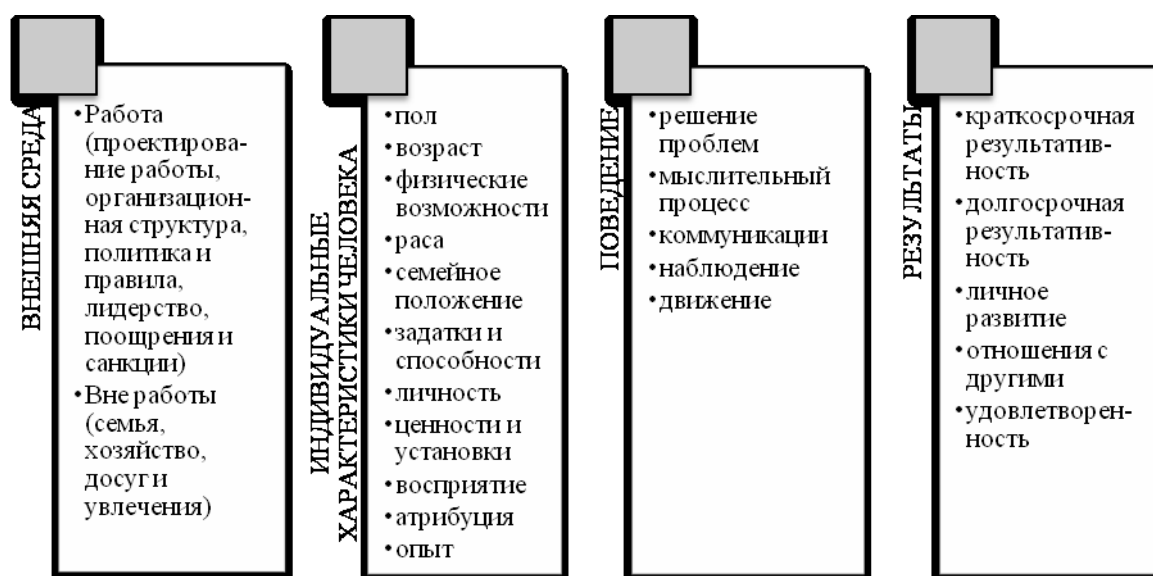 ВНЕШНЯЯ СРЕДА
•Работа
(проектирова-
ние работы,
организацион-
ная структура,
политика и
правила,
лидерство,
поощрения и
санкции)
•Вне работы
(семья,
хозяйство,
досуг и
увлечения)
ИНДИВИДУАЛЬНЫЕ
ХАРАКТЕРИСТИКИ ЧЕЛОВЕКА
•пол
•возраст
•физические
возможности
•раса
•семейное
положение
•задатки и
способности
•личность
•ценности и
установки
•восприятие
•атрибуция
•опыт
ПОВЕДЕНИЕ
•решение
проблем
•мыслительный
процесс
•коммуникации
•наблюдение
•движение
РЕЗУЛЬТАТЫ
•краткосрочная
результатив-
ность
•долгосрочная
результатив-
ность
•личное
развитие
•отношения с
другими
•удовлетворен-
ность